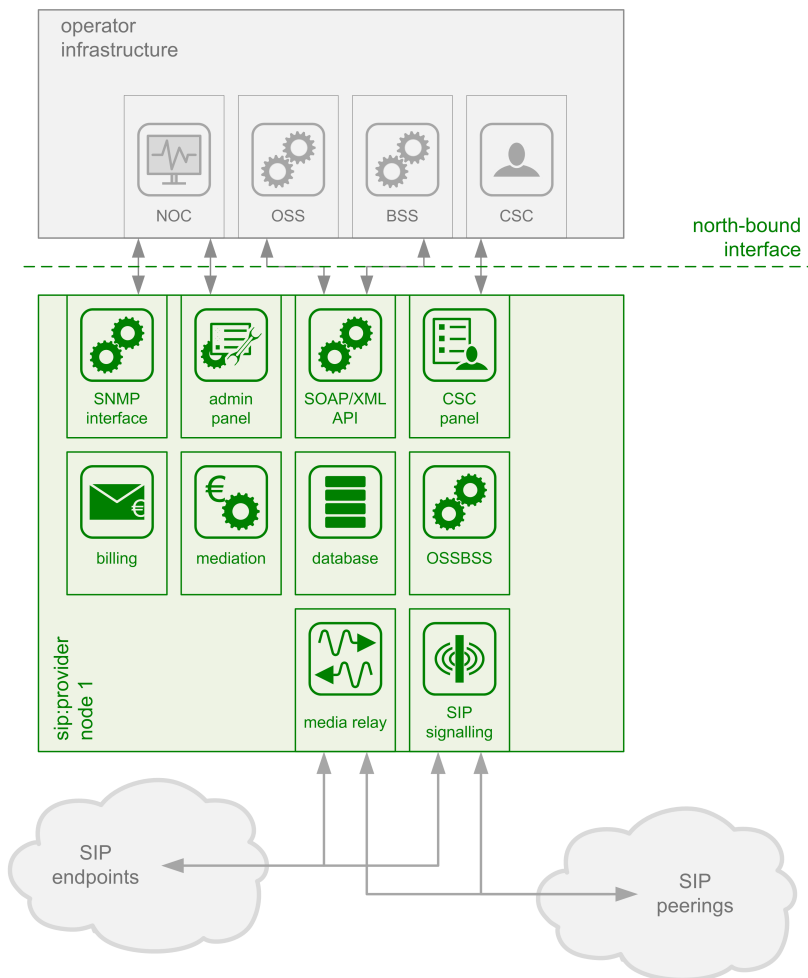 operator
infrastructure
NOC
OSS
BSS
CSC
north-bound
interface
SNMP
interface
admin
panel
SOAP/XML
API
CSC
panel
€
€
billing
mediation
database
OSSBSS
sip:provider
node 1
media relay
SIP
signalling
SIP
endpoints
SIP
peerings